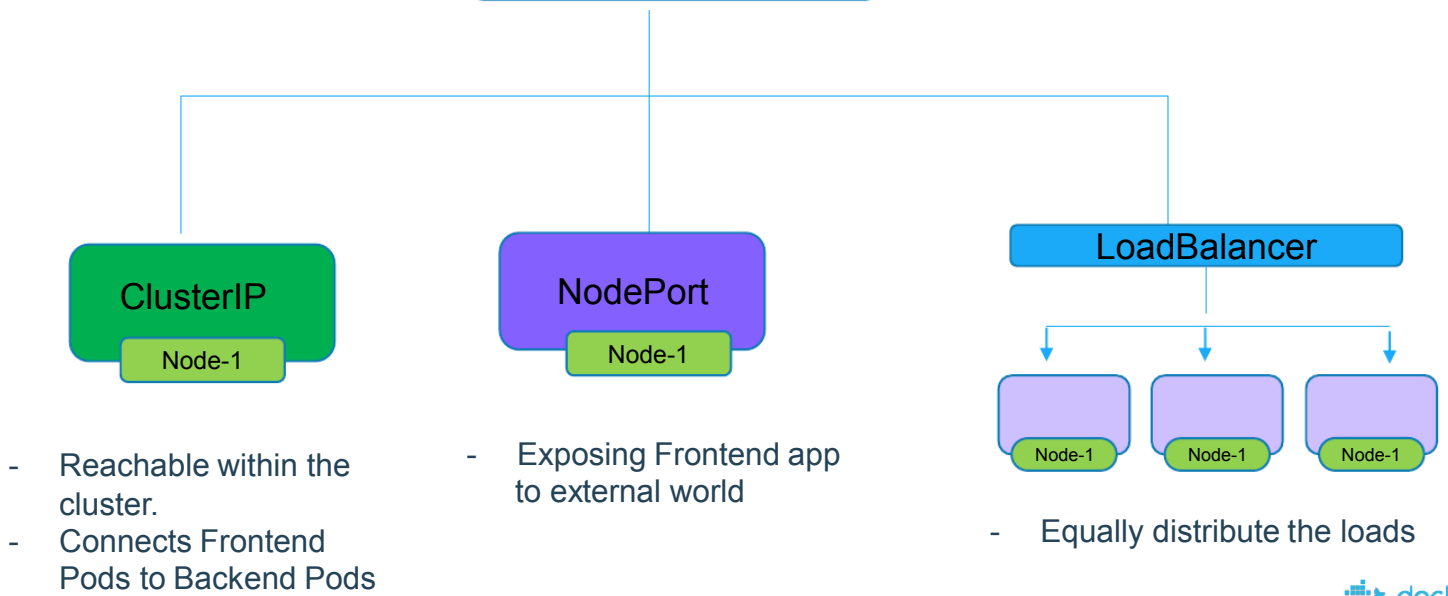 ClusterIP
Node-1
- Reachable within the
cluster.
- Connects Frontend
Pods to Backend Pods
NodePort
Node-1
- Exposing Frontend app
to external world
LoadBalancer
Node-1
Node-1
Node-1
- Equally distribute the loads